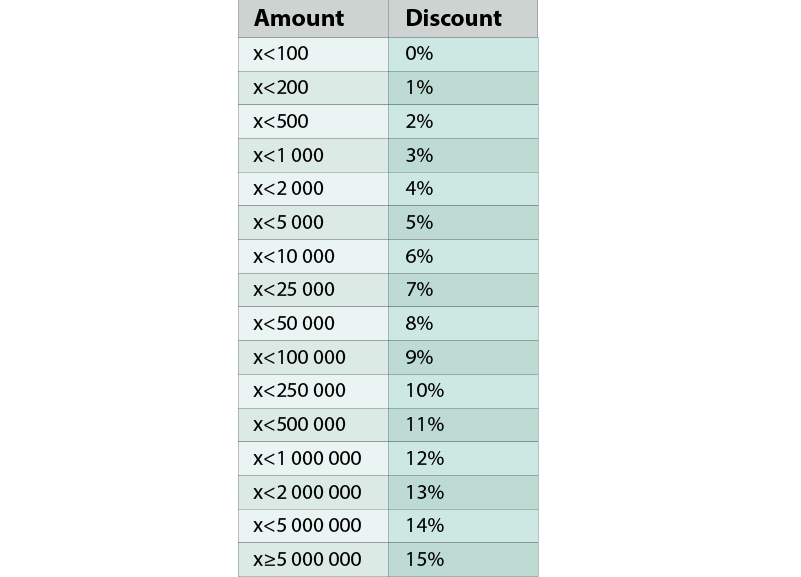 Amount Discount
x<100 0%
x<200 1%
x<500 2%
x<1 000 3%
x<2 000 4%
x<5 000 5%
x<10 000 6%
x<25 000 7%
x<50 000 8%
x<100 000 9%
x<250 000 10%
x<500 000 11%
x<1 000 000 12%
x<2 000 000 13%
x<5 000 000 14%
x≥5 000 000 15%